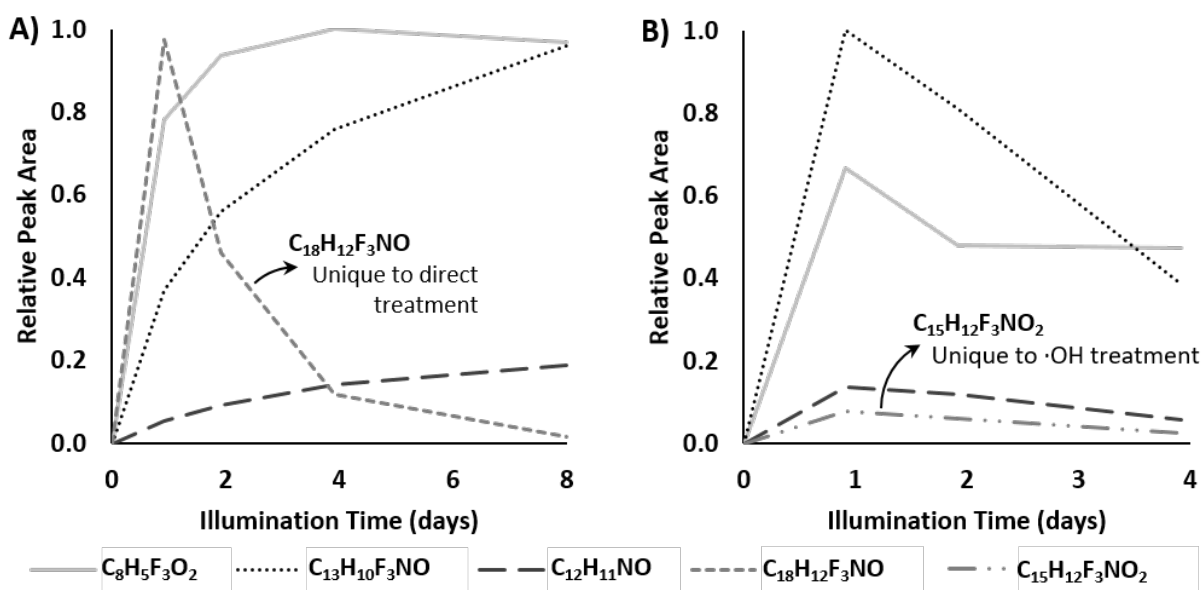 A)
Relative Peak Area
1.0
0.8
0.6
0.4
0.2
0.0
C₁₈H₁₂F₃NO
Unique to direct
treatment
0 2 4 6 8
Illumination Time (days)
B)
Relative Peak Area
1.0
0.8
0.6
0.4
0.2
0.0
C₁₅H₁₂F₃NO₂
Unique to ·OH treatment
0 1 2 3 4
Illumination Time (days)
C₈H₅F₃O₂ C₁₃H₁₀F₃NO C₁₂H₁₁NO C₁₈H₁₂F₃NO C₁₅H₁₂F₃NO₂